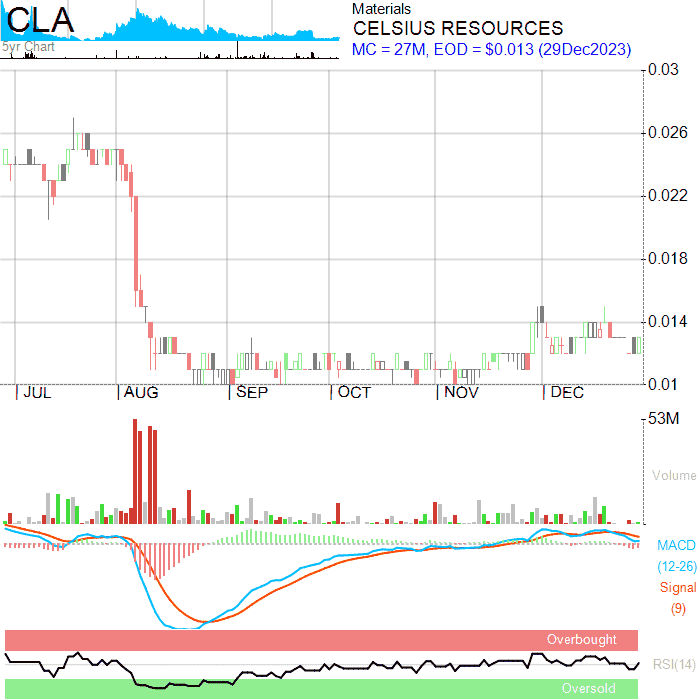 CLA
5yr Chart
Materials
CELSIUS RESOURCES
MC = 27M, EOD = $0.013 (29Dec2023)
0.03
0.026
0.022
0.018
0.014
0.01
JUL AUG SEP OCT NOV DEC
53M
Volume
MACD
(12-26)
Signal
(9)
Overbought
RSI(14)
Oversold